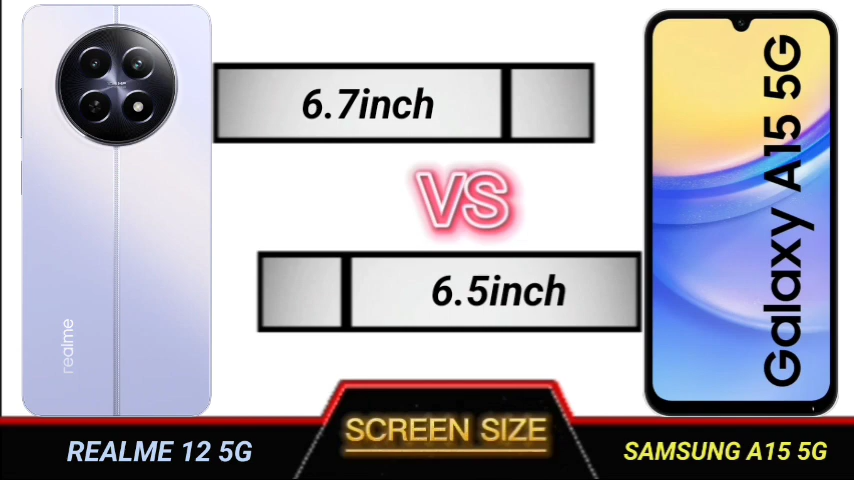 6.7inch
VS
6.5inch
realme
Galaxy A15 5G
SCREEN SIZE
REALME 12 5G
SAMSUNG A15 5G